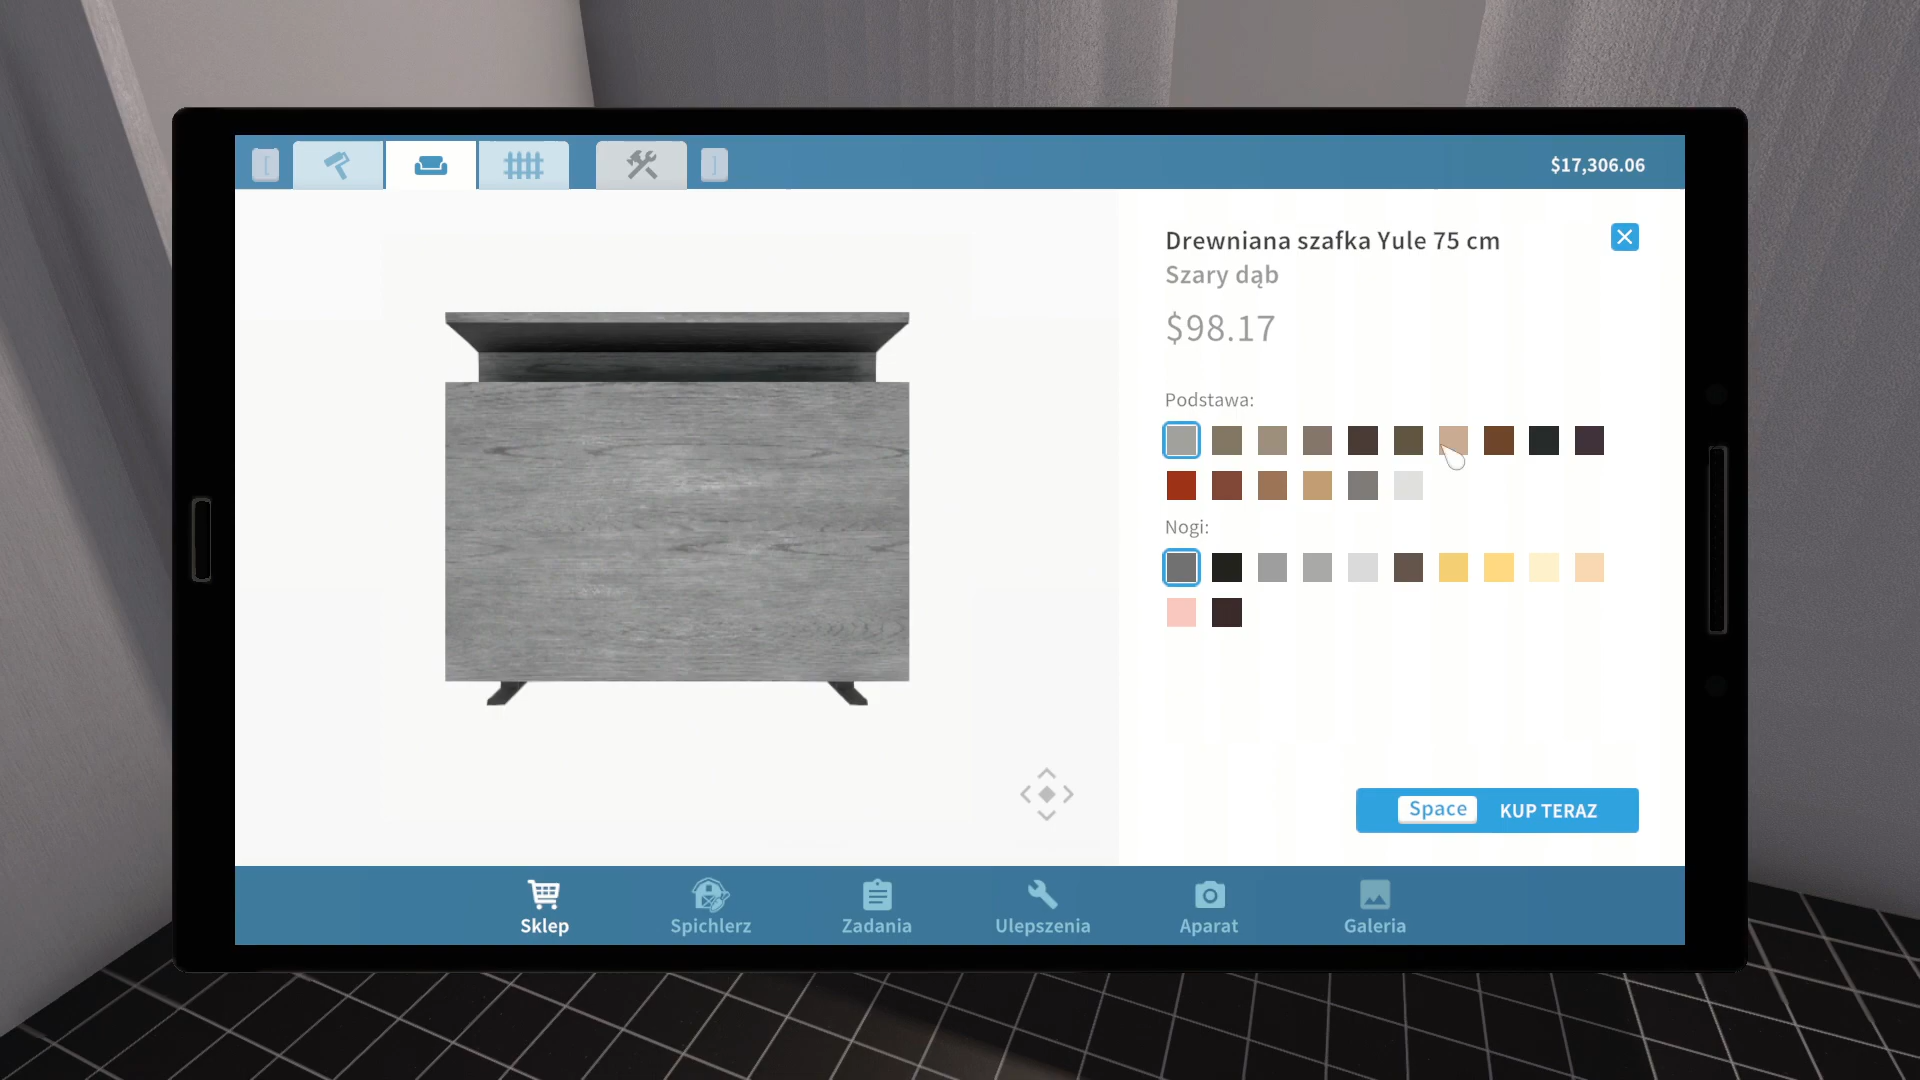 [
]
$17,306.06
Drewniana szafka Yule 75 cm
Szary dąb
$98.17
Podstawa:
Nogi:
Space KUP TERAZ
Sklep
Spichlerz
Zadania
Ulepszenia
Aparat
Galeria